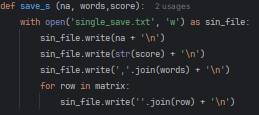 def save_s (na, words,score): 2 usages
    with open('single_save.txt', 'w') as sin_file:
        sin_file.write(na + '\n')
        sin_file.write(str(score) + '\n')
        sin_file.write(','.join(words) + '\n')
        for row in matrix:
            sin_file.write(''.join(row) + '\n')